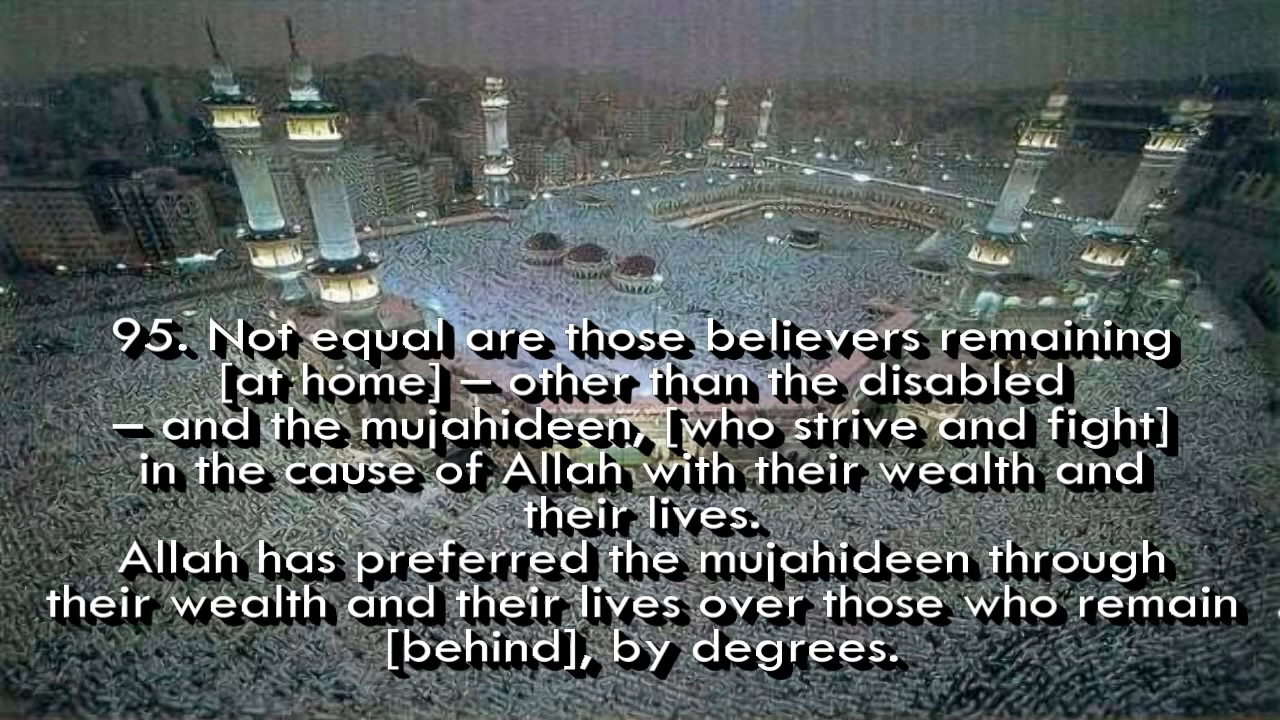 95. Not equal are those believers remaining
[at home] – other than the disabled
– and the mujahideen, [who strive and fight]
in the cause of Allah with their wealth and
their lives.
Allah has preferred the mujahideen through
their wealth and their lives over those who remain
[behind], by degrees.